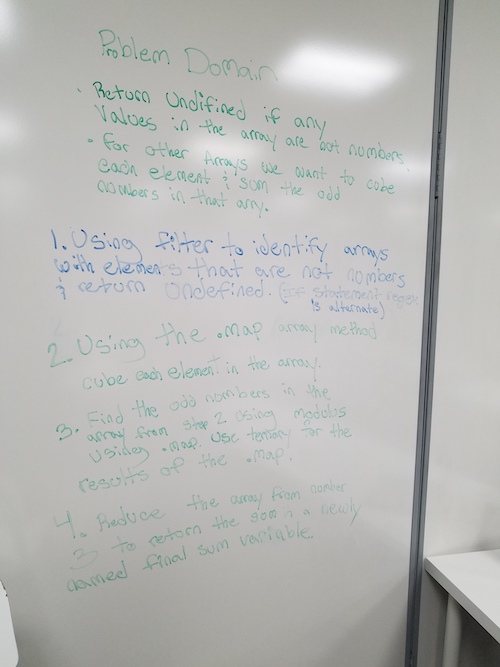 Problem Domain
· Return Undifined if any
Values in the array are not numbers.
· For other Arrays we want to cube
each element & sum the odd
numbers in that arry.
1. Using filter to identify arrays
with elements that are not numbers
& return undefined. (IF statement regex
is alternate)
2. Using the .Map array method
cube each element in the array.
3. Find the odd numbers in the
array from step 2 using modulus
using .map. Use ternary for the
results of the .map.
4. Reduce the array from
3 to return the sum in a newly
named final sum variable.